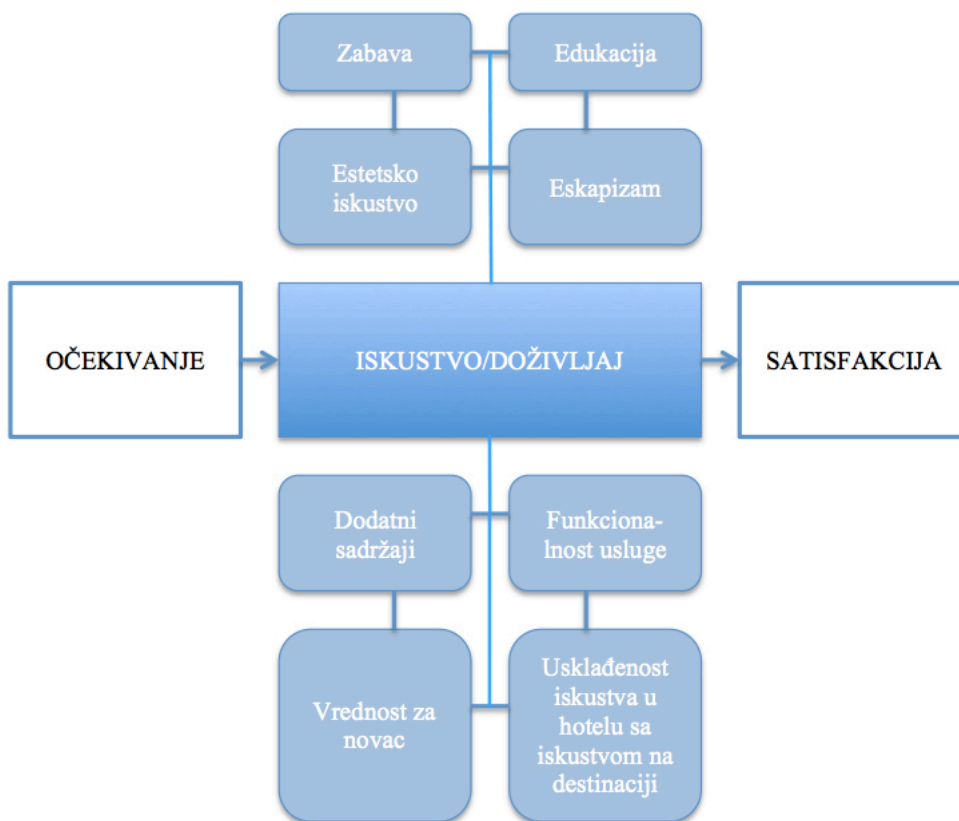 Zabava
Edukacija
Estetsko
iskustvo
Eskapizam
OČEKIVANJE
ISKUSTVO/DOŽIVLJAJ
SATISFAKCIJA
Dodatni
sadržaji
Funkciona-
lnost usluge
Vrednost za
novac
Usklađenost
iskustva u
hotelu sa
iskustvom na
destinaciji